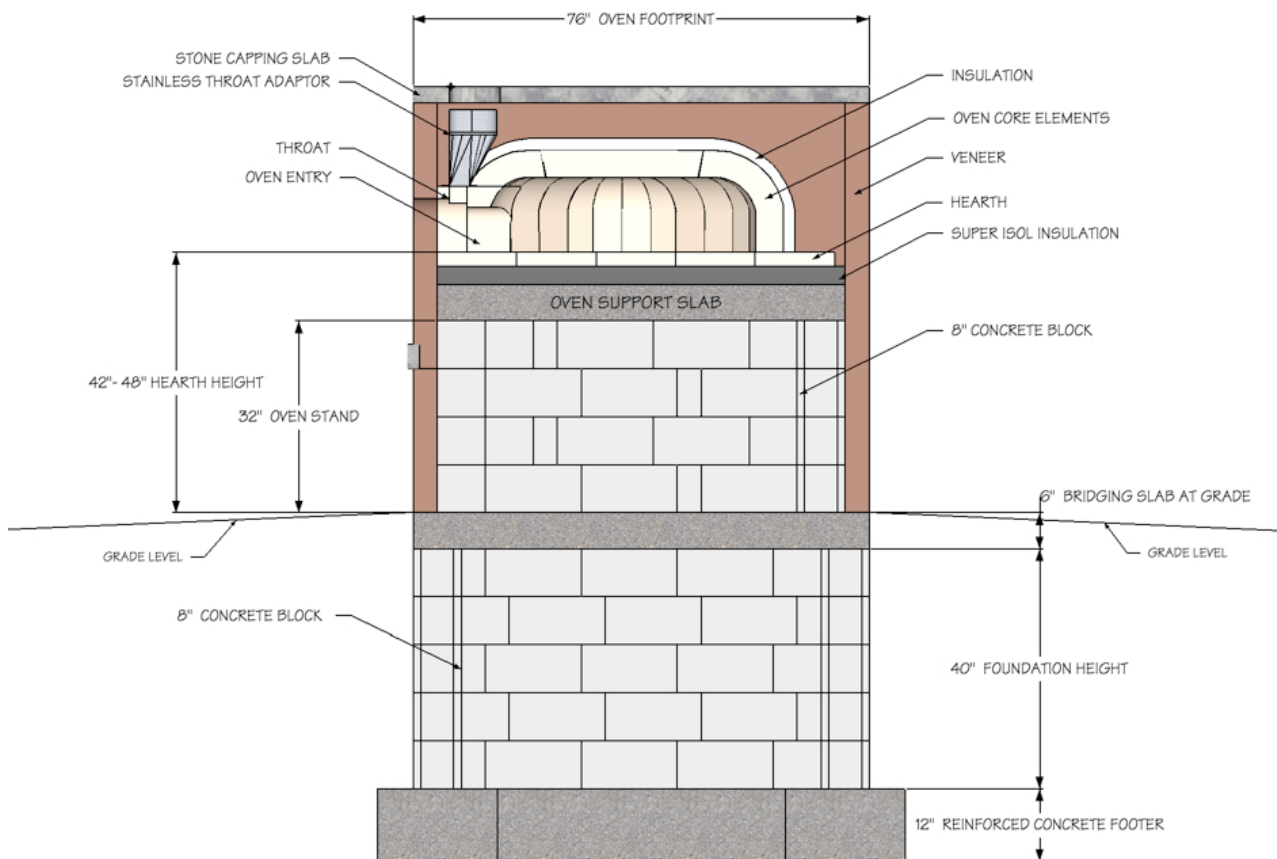 76" OVEN FOOTPRINT
STONE CAPPING SLAB
STAINLESS THROAT ADAPTOR
INSULATION
OVEN CORE ELEMENTS
THROAT
VENEER
OVEN ENTRY
HEARTH
SUPER ISOL INSULATION
OVEN SUPPORT SLAB
8" CONCRETE BLOCK
42"- 48" HEARTH HEIGHT
32" OVEN STAND
6" BRIDGING SLAB AT GRADE
GRADE LEVEL
GRADE LEVEL
8" CONCRETE BLOCK
40" FOUNDATION HEIGHT
12" REINFORCED CONCRETE FOOTER